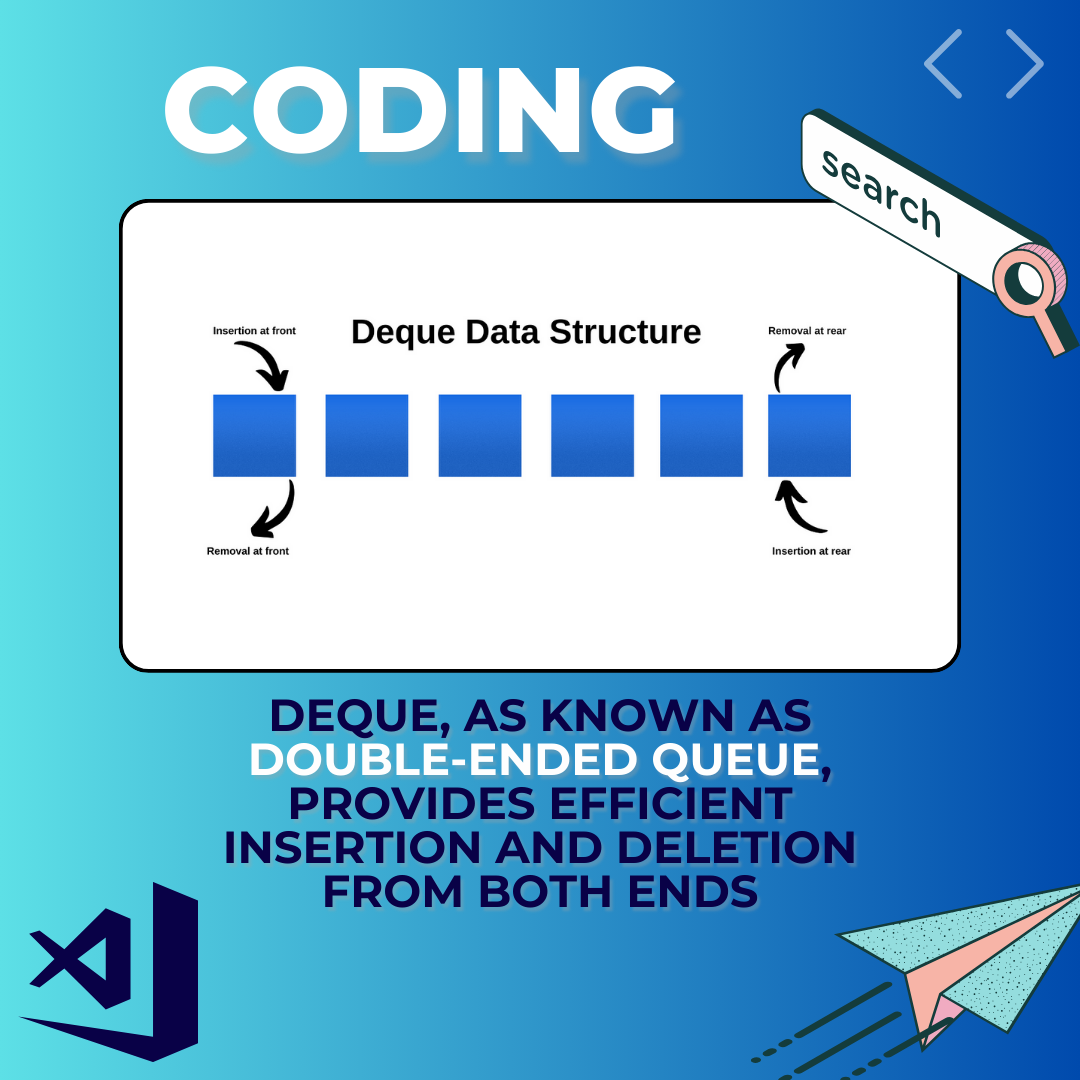 CODING
search
Insertion at front
Deque Data Structure
Removal at rear
Removal at front
Insertion at rear
DEQUE, AS KNOWN AS
DOUBLE-ENDED QUEUE,
PROVIDES EFFICIENT
INSERTION AND DELETION
FROM BOTH ENDS